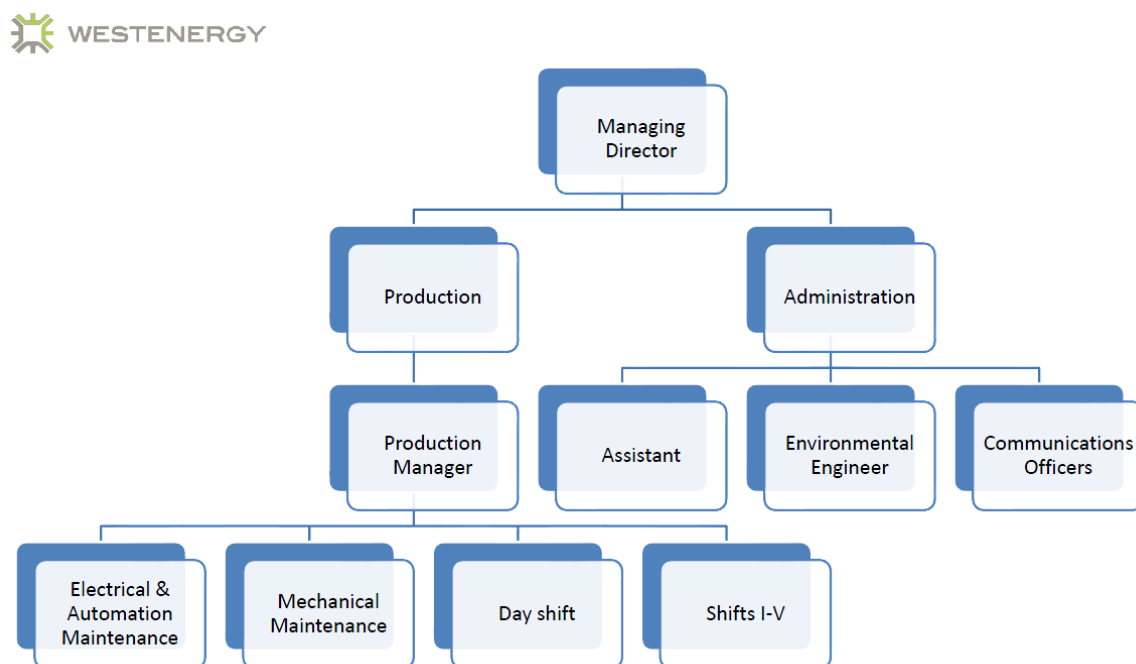 WESTENERGY
Managing
Director
Production
Administration
Production
Manager
Assistant
Environmental
Engineer
Communications
Officers
Electrical &
Automation
Maintenance
Mechanical
Maintenance
Day shift
Shifts I-V